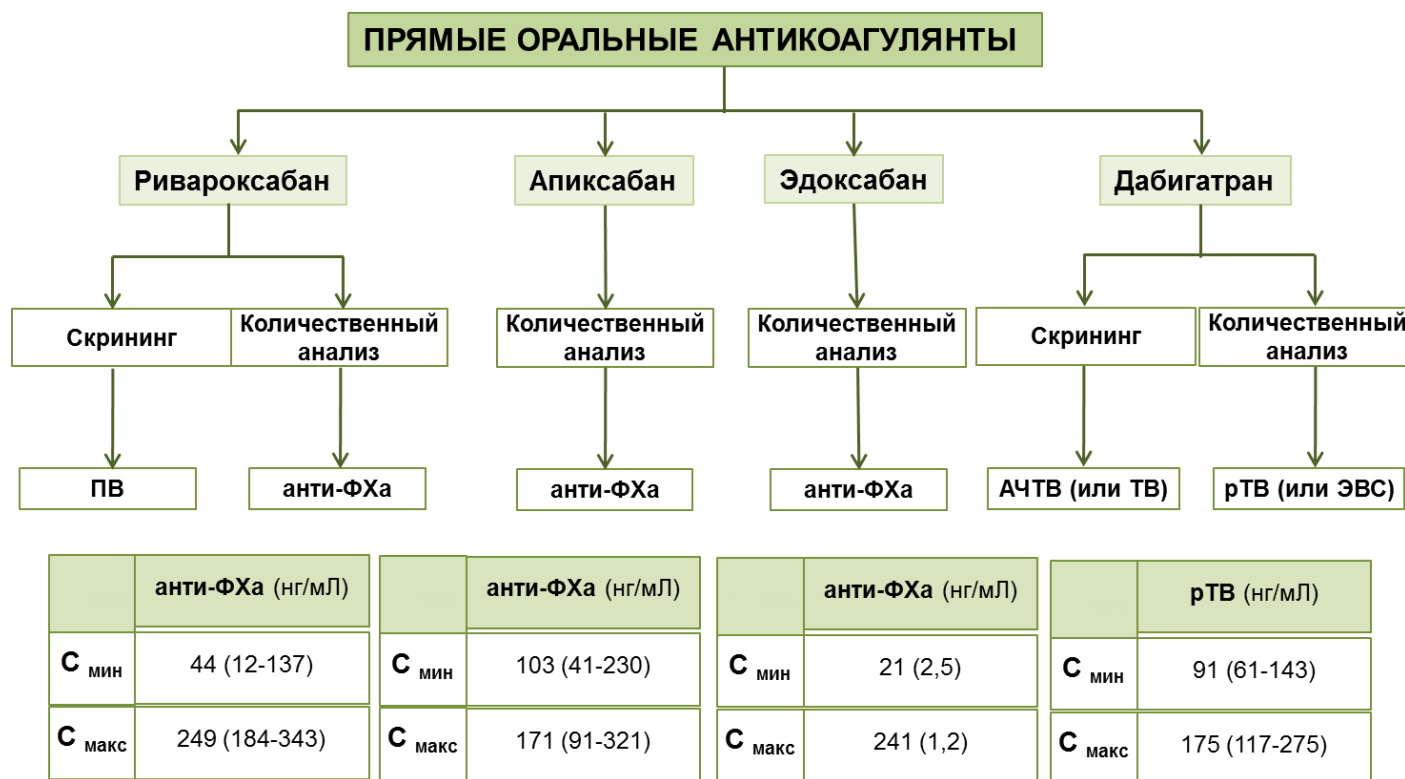 ПРЯМЫЕ ОРАЛЬНЫЕ АНТИКОАГУЛЯНТЫ
Ривароксабан
Апиксабан
Эдоксабан
Дабигатран
Скрининг
Количественный
анализ
Количественный
анализ
Количественный
анализ
Скрининг
Количественный
анализ
ПВ
анти-ФХа
анти-ФХа
анти-ФХа
АЧТВ (или ТВ)
рТВ (или ЭВС)
анти-ФХа (нг/мЛ)
С мин 44 (12-137)
С макс 249 (184-343)
анти-ФХа (нг/мЛ)
С мин 103 (41-230)
С макс 171 (91-321)
анти-ФХа (нг/мЛ)
С мин 21 (2,5)
С макс 241 (1,2)
рТВ (нг/мЛ)
С мин 91 (61-143)
С макс 175 (117-275)